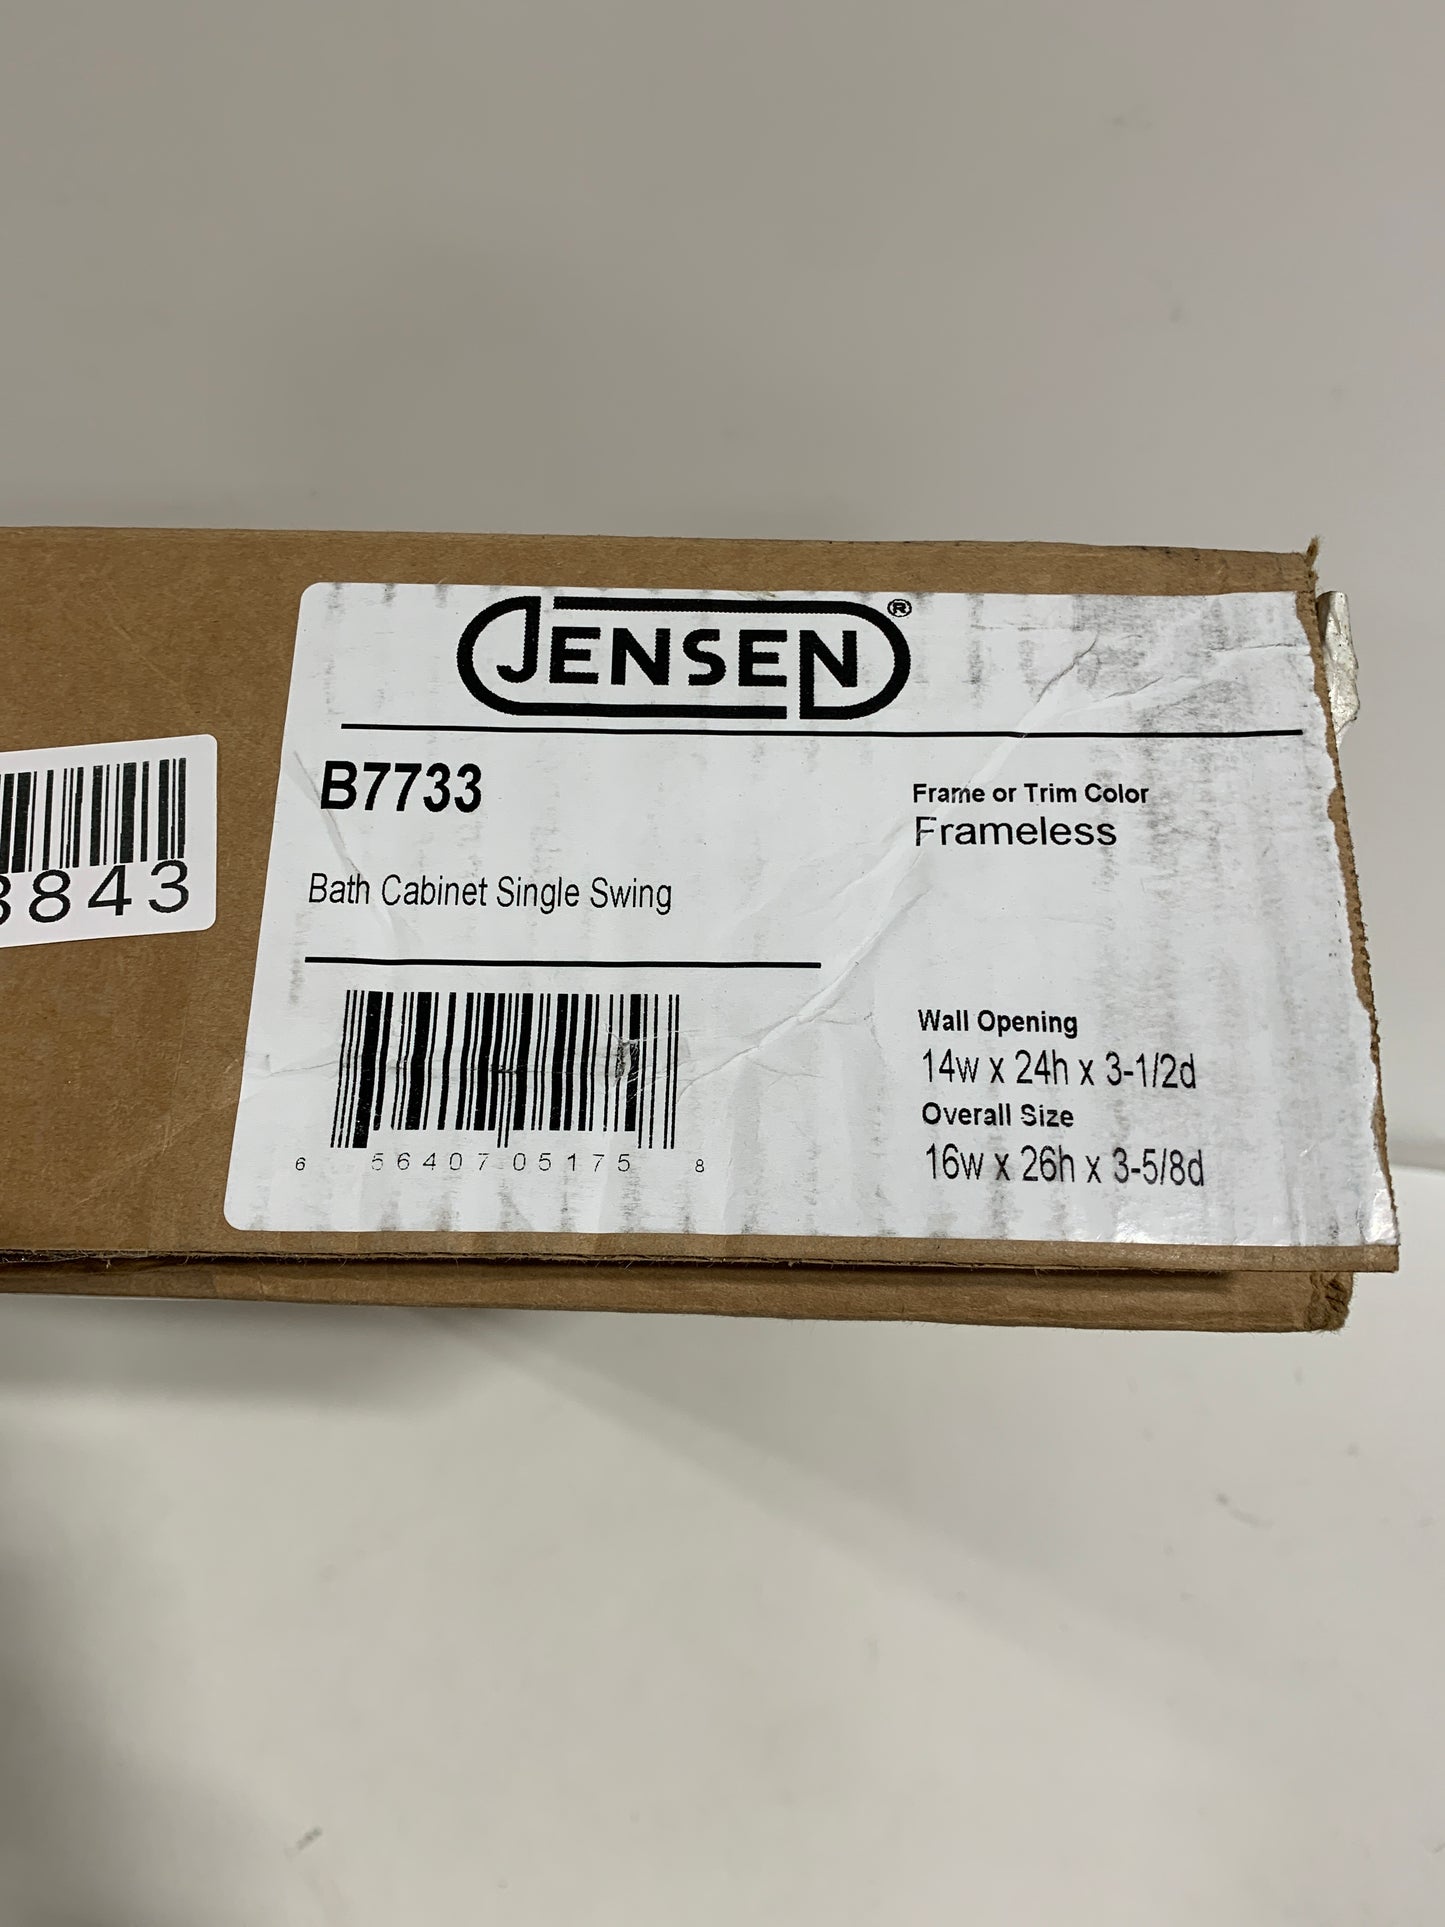 JENSEN®
B7733
Frame or Trim Color
Frameless
Bath Cabinet Single Swing
Wall Opening
14w x 24h x 3-1/2d
Overall Size
16w x 26h x 3-5/8d
6 56407 05175 8
843